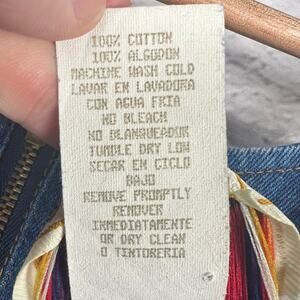 100% COTTON
100% ALGODON
MACHINE WASH COLD
LAVAR EN LAVADORA
CON AGUA FRIA
NO BLEACH
NO BLANQUEADOR
TUMBLE DRY LOW
SECAR EN CICLO
BAJO
REMOVE PROMPTLY
REMOVER
INMEDIATAMENTE
OR DRY CLEAN
O TINTORERIA